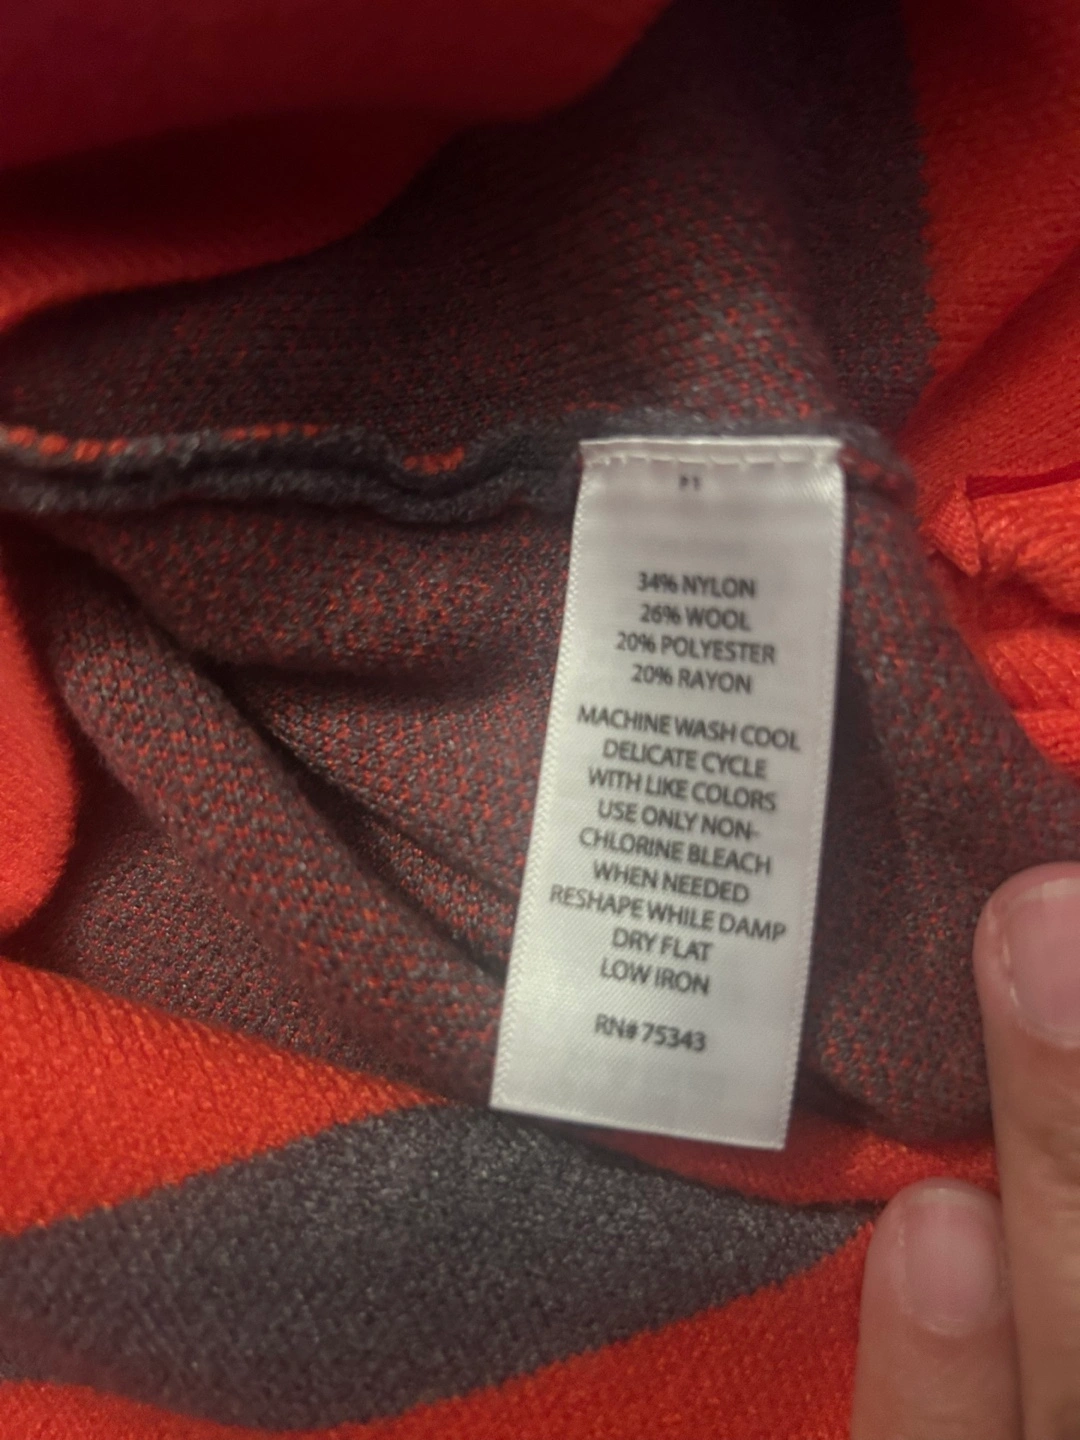 34% NYLON
26% WOOL
20% POLYESTER
20% RAYON
MACHINE WASH COOL
DELICATE CYCLE
WITH LIKE COLORS
USE ONLY NON-
CHLORINE BLEACH
WHEN NEEDED
RESHAPE WHILE DAMP
DRY FLAT
LOW IRON
RN# 75343